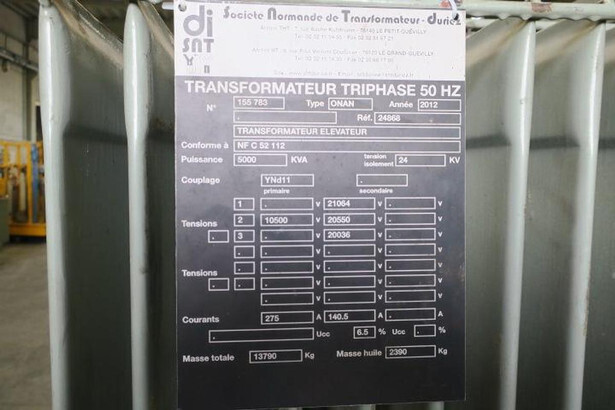 di
SNT
Société Normande de Transformateur - Duriez
TRANSFORMATEUR TRIPHASE 50 HZ
N° 155 783 Type ONAN Année 2012
. Réf. 24868
TRANSFORMATEUR ELEVATEUR
Conforme à NF C 52 112
Puissance 5000 KVA tension isolement 24 KV
Couplage YNd11 .
primaire secondaire
1 . v 21064 v . v
Tensions 2 10500 v 20550 v . v
. 3 . v 20036 v . v
. . v . v . v
. . v . v . v
Tensions . . . v . v . v
. v . v . v
Courants 275 A 140.5 A . A
. Ucc 6.5 % Ucc . %
Masse totale 13790 Kg Masse huile 2390 Kg